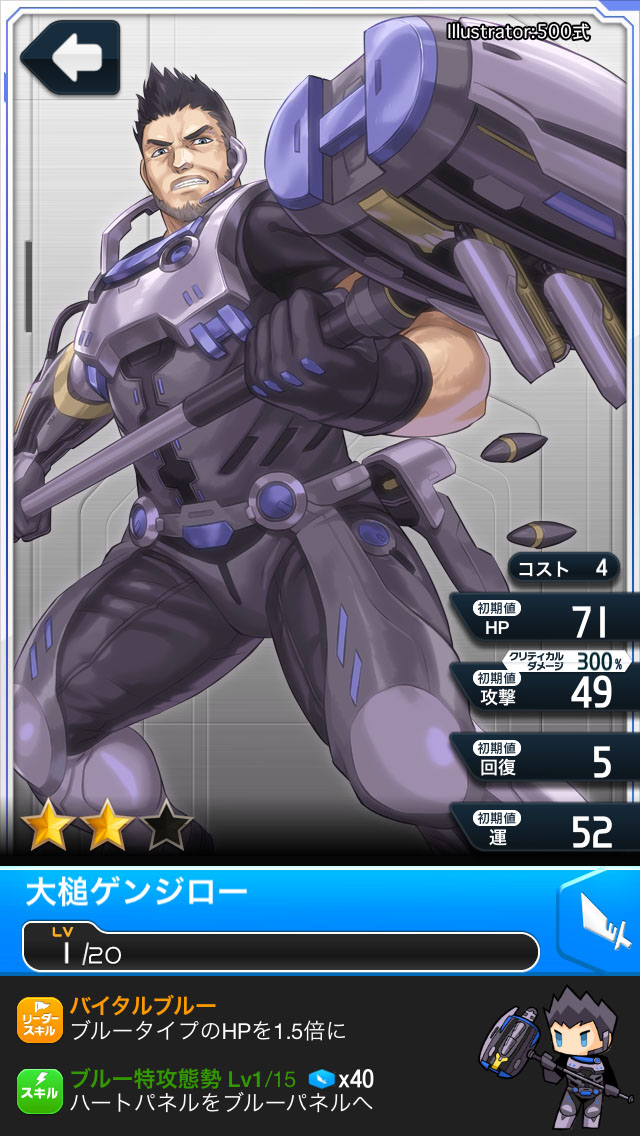 Illustrator:500式
コスト 4
初期値
HP 71
クリティカル
ダメージ 300%
初期値
攻撃 49
初期値
回復 5
初期値
運 52
大槌ゲンジロー
LV
1/20
リーダー
スキル
バイタルブルー
ブルータイプのHPを1.5倍に
スキル
ブルー特攻態勢 Lv1/15 x40
ハートパネルをブルーパネルへ